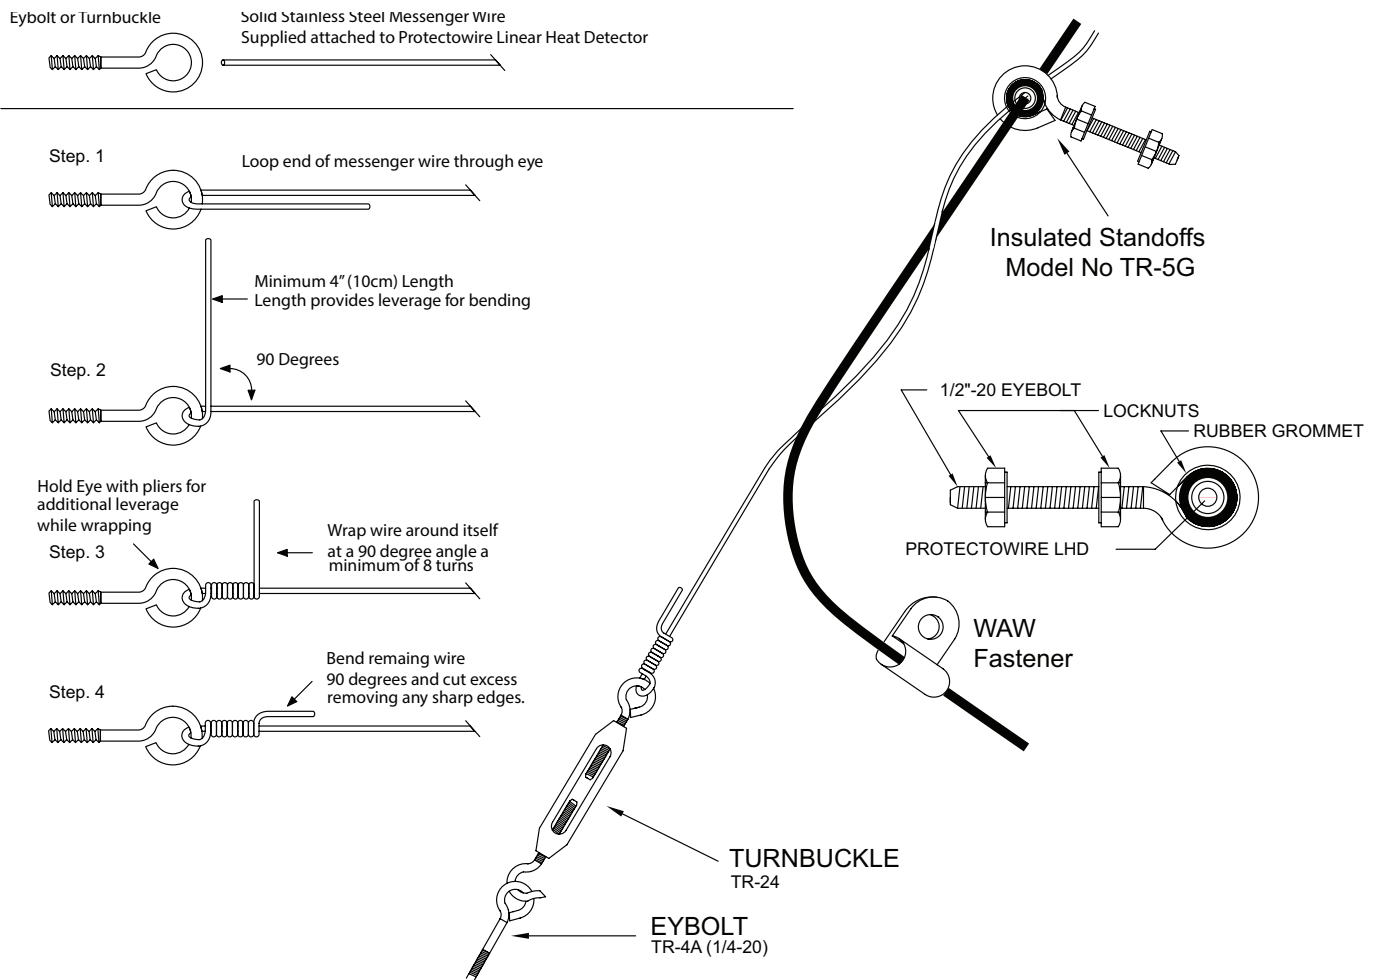 Eybolt or Turnbuckle
Solid Stainless Steel Messenger Wire
Supplied attached to Protectowire Linear Heat Detector
Step. 1
Loop end of messenger wire through eye
Minimum 4" (10cm) Length
Length provides leverage for bending
90 Degrees
Step. 2
Hold Eye with pliers for
additional leverage
while wrapping
Step. 3
Wrap wire around itself
at a 90 degree angle a
minimum of 8 turns
Step. 4
Bend remaing wire
90 degrees and cut excess
removing any sharp edges.
Insulated Standoffs
Model No TR-5G
1/2"-20 EYEBOLT
LOCKNUTS
RUBBER GROMMET
PROTECTOWIRE LHD
WAW
Fastener
TURNBUCKLE
TR-24
EYBOLT
TR-4A (1/4-20)